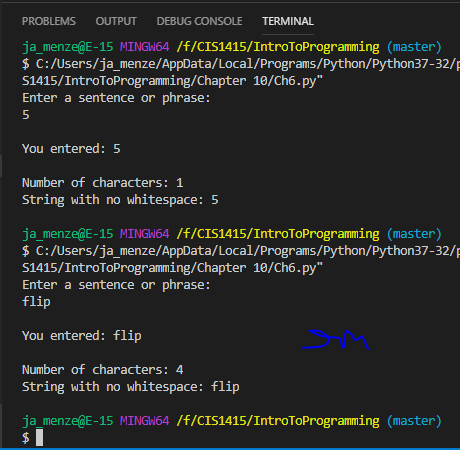 PROBLEMS OUTPUT DEBUG CONSOLE TERMINAL
ja_menze@E-15 MINGW64 /f/CIS1415/IntroToProgramming (master)
$ C:/Users/ja_menze/AppData/Local/Programs/Python/Python37-32/p
S1415/IntroToProgramming/Chapter 10/Ch6.py"
Enter a sentence or phrase:
5
You entered: 5
Number of characters: 1
String with no whitespace: 5
ja_menze@E-15 MINGW64 /f/CIS1415/IntroToProgramming (master)
$ C:/Users/ja_menze/AppData/Local/Programs/Python/Python37-32/p
S1415/IntroToProgramming/Chapter 10/Ch6.py"
Enter a sentence or phrase:
flip
You entered: flip
Number of characters: 4
String with no whitespace: flip
ja_menze@E-15 MINGW64 /f/CIS1415/IntroToProgramming (master)
$